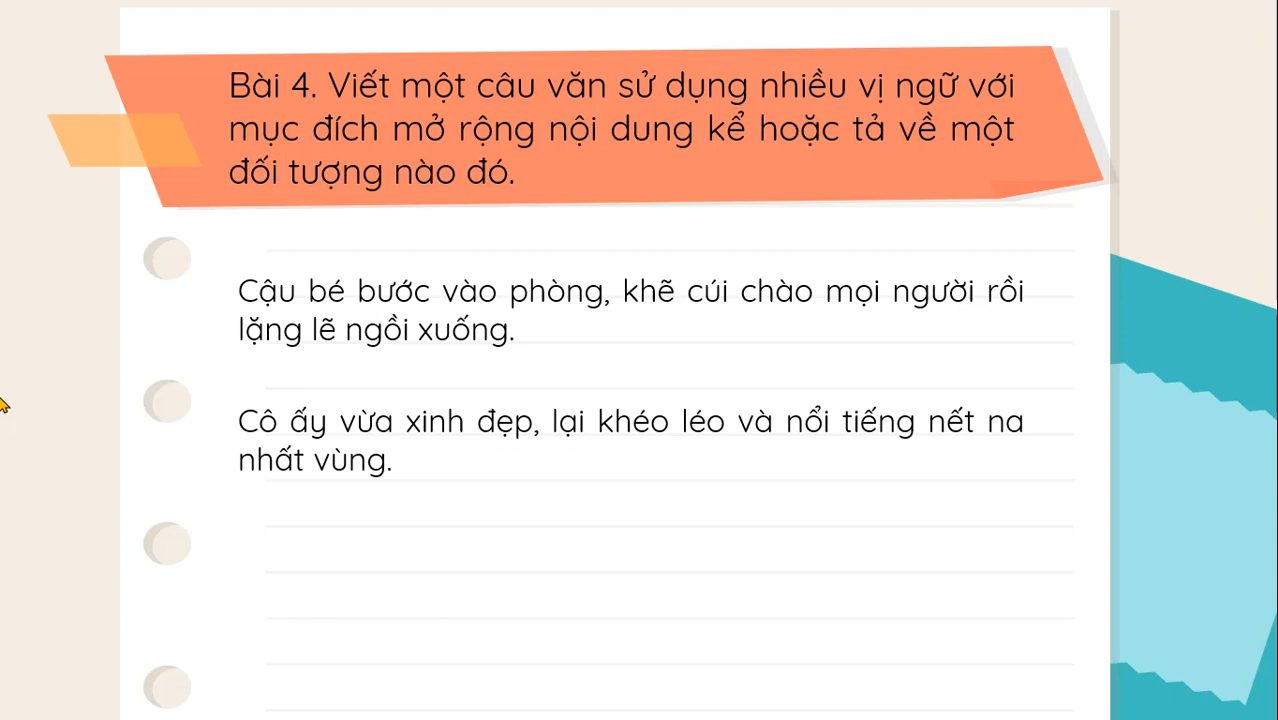 Bài 4. Viết một câu văn sử dụng nhiều vị ngữ với
mục đích mở rộng nội dung kể hoặc tả về một
đối tượng nào đó.
Cậu bé bước vào phòng, khẽ cúi chào mọi người rồi
lặng lẽ ngồi xuống.
Cô ấy vừa xinh đẹp, lại khéo léo và nổi tiếng nết na
nhất vùng.